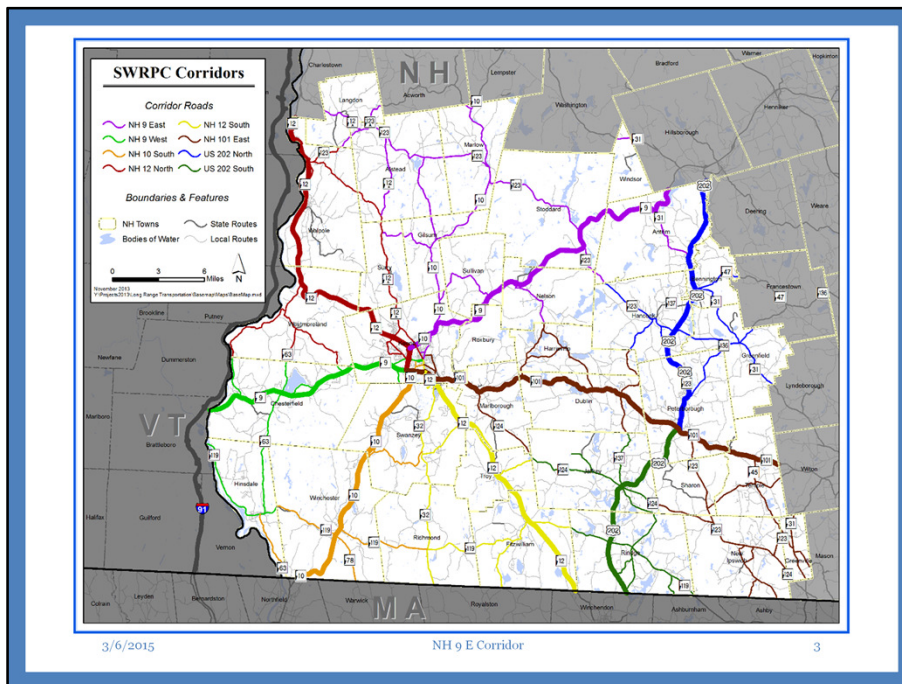 SWRPC Corridors
Corridor Roads
NH 9 East
NH 9 West
NH 10 South
NH 12 North
NH 12 South
NH 101 East
US 202 North
US 202 South
Boundaries & Features
NH Towns
Bodies of Water
State Routes
Local Routes
0 3 6
Miles
N
November 2013
NH
VT
MA
Charlestown
Langdon
Acworth
Lempster
Washington
Bradford
Warner
Hopkinton
Henniker
Hillsborough
Windsor
Marlow
Alstead
Stoddard
Antrim
Deering
Weare
Walpole
Gilsum
Surry
Sullivan
Nelson
Hancock
Bennington
Francestown
Greenfield
Lyndeborough
Brookline
Putney
Newfane
Dummerston
Westmoreland
Roxbury
Harrisville
Marlboro
Brattleboro
Chesterfield
Marlborough
Dublin
Peterborough
Swanzey
Troy
Jaffrey
Sharon
Wilton
Hinsdale
Winchester
Richmond
Fitzwilliam
Rindge
New Ipswich
Greenville
Mason
Halifax
Guilford
Vernon
91
Colrain
Leyden
Bernardston
Northfield
Warwick
Royalston
Winchendon
Ashburnham
Ashby
3/6/2015
NH 9 E Corridor
3